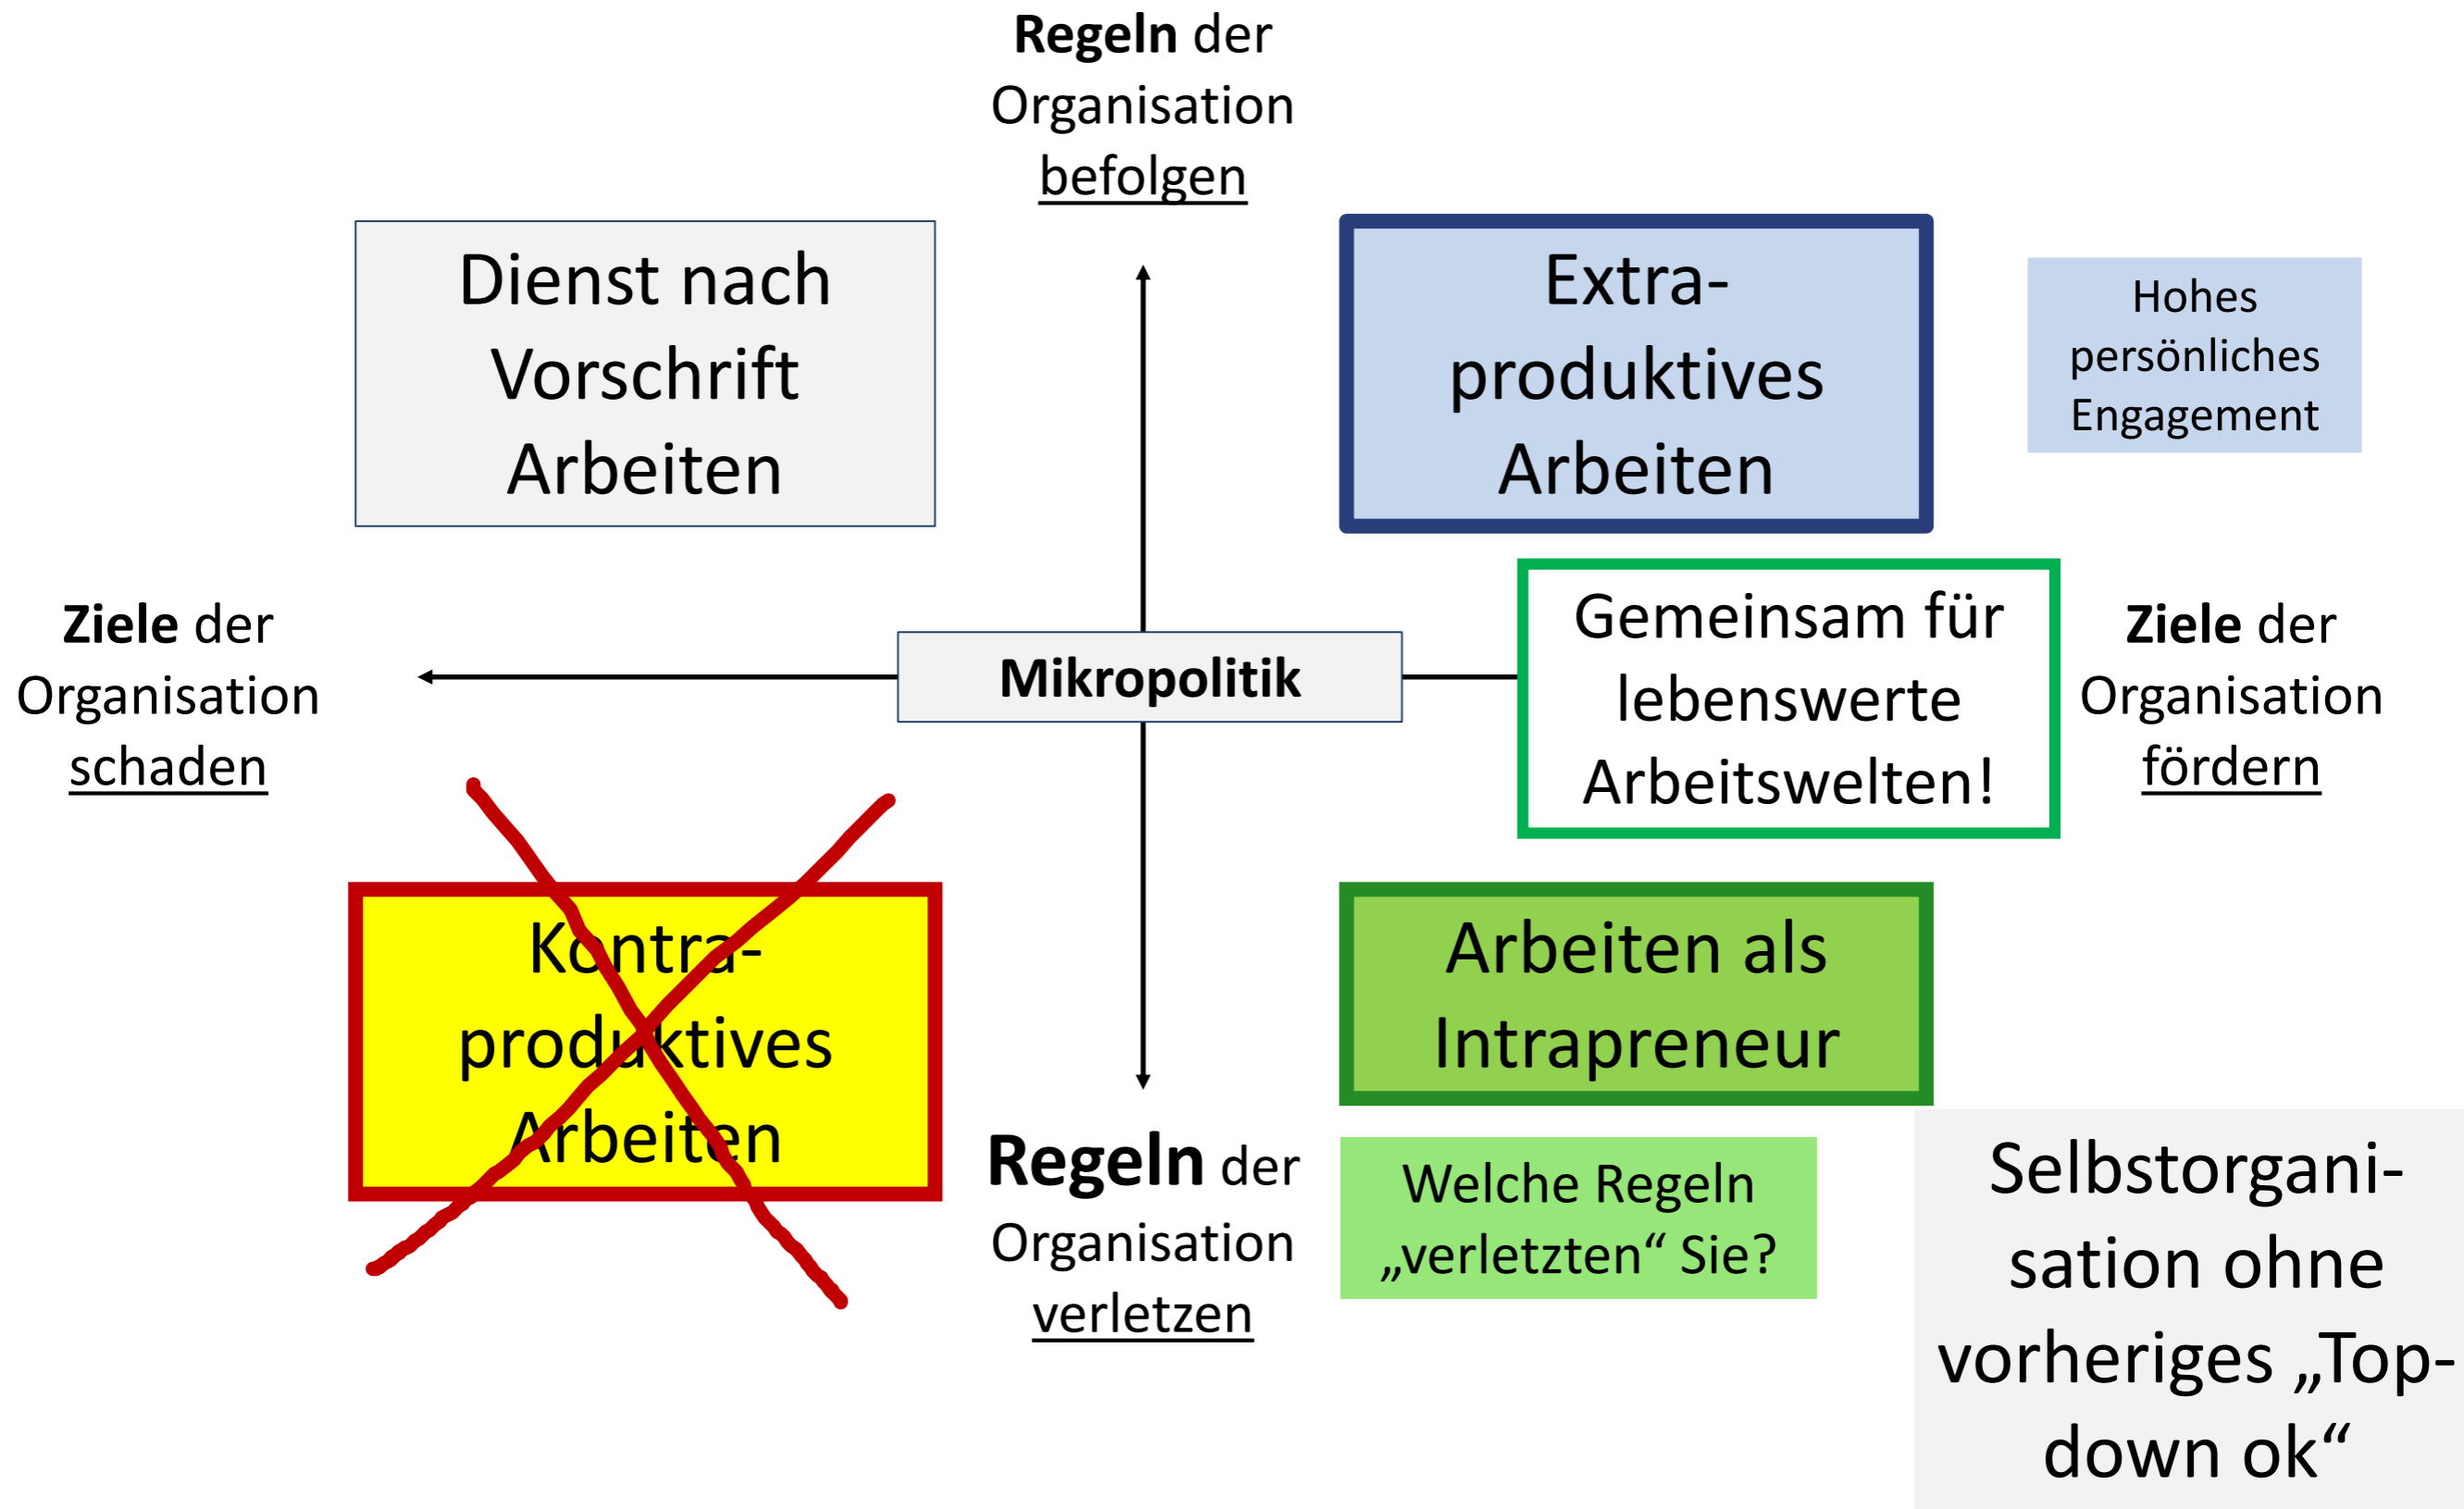 Regeln der
Organisation
befolgen
Dienst nach
Vorschrift
Arbeiten
Extra-
produktives
Arbeiten
Hohes
persönliches
Engagement
Ziele der
Organisation
schaden
Mikropolitik
Gemeinsam für
lebenswerte
Arbeitswelten!
Ziele der
Organisation
fördern
Kontra-
produktives
Arbeiten
Arbeiten als
Intrapreneur
Regeln der
Organisation
verletzen
Welche Regeln
„verletzten“ Sie?
Selbstorgani-
sation ohne
vorheriges „Top-
down ok“